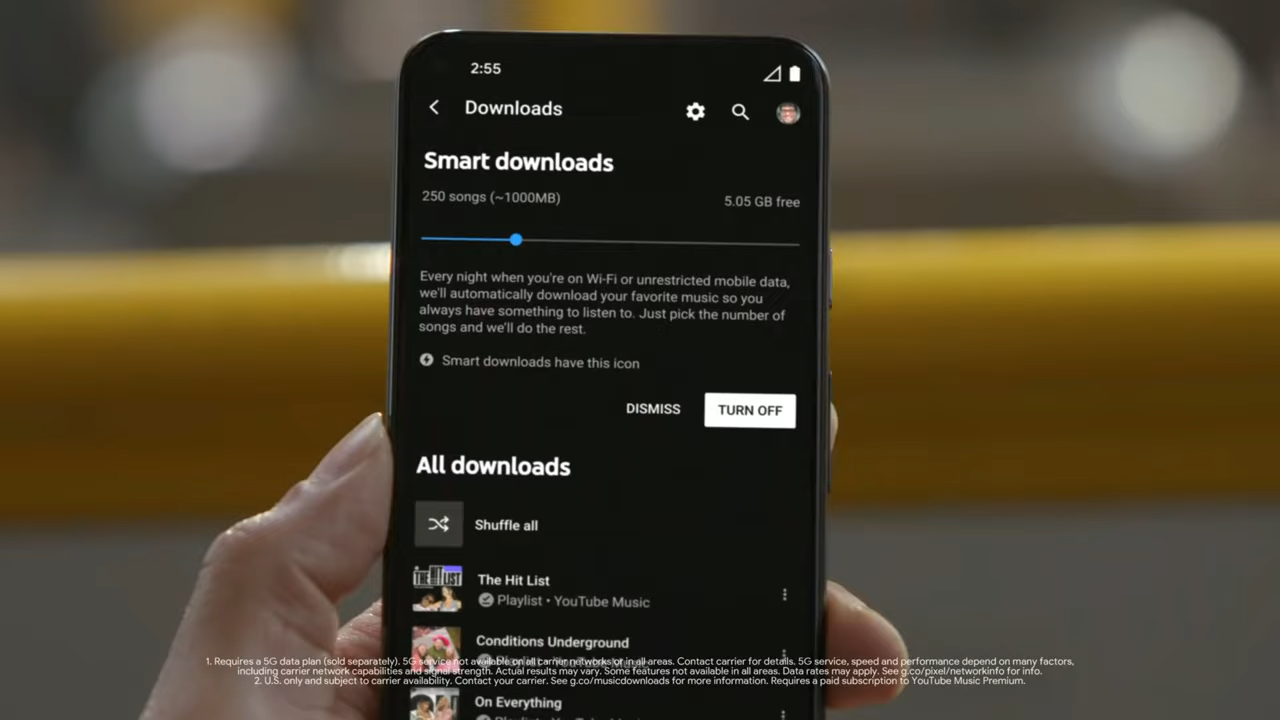 2:55
Downloads
Smart downloads
250 songs (~1000MB)
5.05 GB free
Every night when you're on Wi-Fi or unrestricted mobile data,
we'll automatically download your favorite music so you
always have something to listen to. Just pick the number of
songs and we'll do the rest.
Smart downloads have this icon
DISMISS
TURN OFF
All downloads
Shuffle all
THE HIT LIST
The Hit List
Playlist • YouTube Music
Conditions Underground
1. Requires a 5G data plan (sold separately). 5G service not available on all carrier networks or in all areas. Contact carrier for details. 5G service, speed and performance depend on many factors,
including carrier network capabilities and signal strength. Actual results may vary. Some features not available in all areas. Data rates may apply. See g.co/pixel/networkinfo for info.
2. U.S. only and subject to carrier availability. Contact your carrier. See g.co/musicdownloads for more information. Requires a paid subscription to YouTube Music Premium.
On Everything
Playlist • YouTube Music